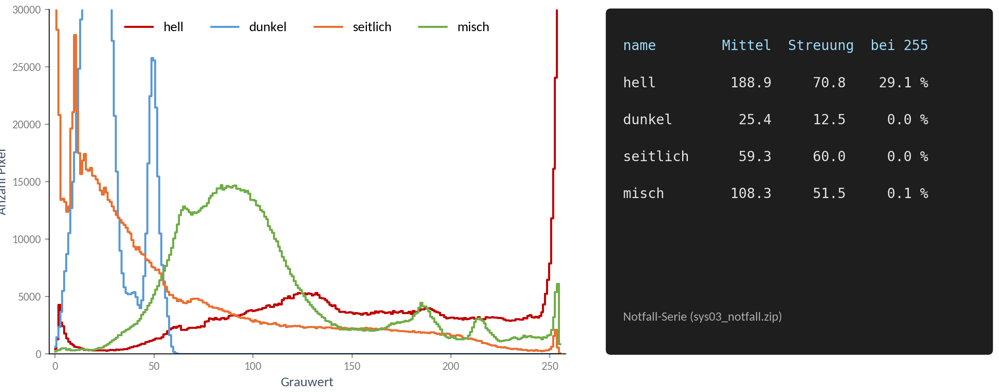 30000
25000
20000
15000
10000
5000
0
Anzahl Pixel
hell dunkel seitlich misch
0 50 100 150 200 250
Grauwert
name Mittel Streuung bei 255
hell 188.9 70.8 29.1 %
dunkel 25.4 12.5 0.0 %
seitlich 59.3 60.0 0.0 %
misch 108.3 51.5 0.1 %
Notfall-Serie (sys03_notfall.zip)